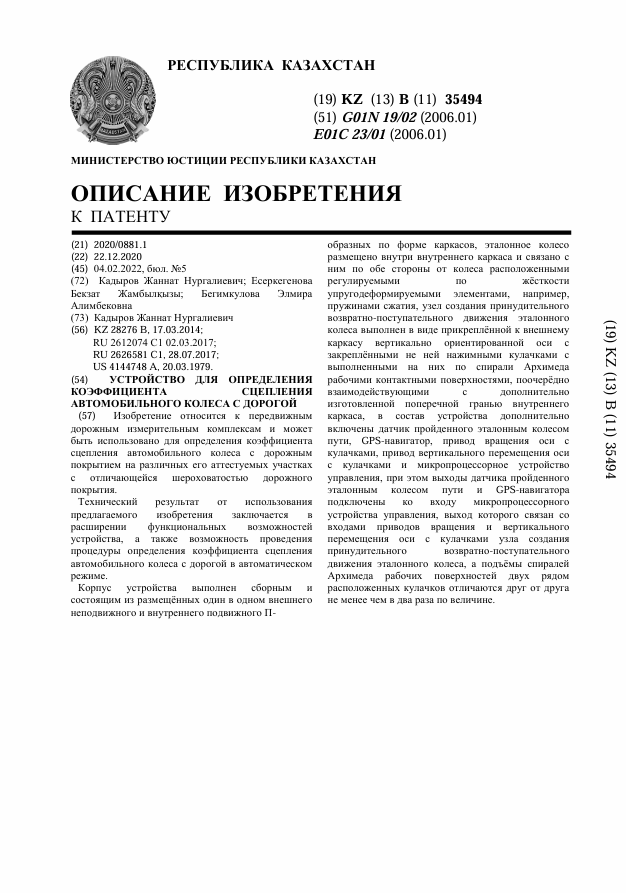 РЕСПУБЛИКА КАЗАХСТАН
(19) KZ (13) B (11) 35494
(51) G01N 19/02 (2006.01)
E01C 23/01 (2006.01)
МИНИСТЕРСТВО ЮСТИЦИИ РЕСПУБЛИКИ КАЗАХСТАН
ОПИСАНИЕ ИЗОБРЕТЕНИЯ
К ПАТЕНТУ
(21) 2020/0881.1
(22) 22.12.2020
(45) 04.02.2022, бюл. №5
(72) Кадыров Жаннат Нургалиевич; Есеркегенова
Бекзат Жамбылқызы; Бегимкулова Элмира
Алимбековна
(73) Кадыров Жаннат Нургалиевич
(56) KZ 28276 B, 17.03.2014;
RU 2612074 C1 02.03.2017;
RU 2626581 C1, 28.07.2017;
US 4144748 A, 20.03.1979.
(54) УСТРОЙСТВО ДЛЯ ОПРЕДЕЛЕНИЯ
КОЭФФИЦИЕНТА СЦЕПЛЕНИЯ
АВТОМОБИЛЬНОГО КОЛЕСА С ДОРОГОЙ
(57) Изобретение относится к передвижным
дорожным измерительным комплексам и может
быть использовано для определения коэффициента
сцепления автомобильного колеса с дорожным
покрытием на различных его аттестуемых участках
с отличающейся шероховатостью дорожного
покрытия.
Технический результат от использования
предлагаемого изобретения заключается в
расширении функциональных возможностей
устройства, а также возможность проведения
процедуры определения коэффициента сцепления
автомобильного колеса с дорогой в автоматическом
режиме.
Корпус устройства выполнен сборным и
состоящим из размещённых один в одном внешнего
неподвижного и внутреннего подвижного П-
образных по форме каркасов, эталонное колесо
размещено внутри внутреннего каркаса и связано с
ним по обе стороны от колеса расположенными
регулируемыми по жёсткости
упругодеформируемыми элементами, например,
пружинами сжатия, узел создания принудительного
возвратно-поступательного движения эталонного
колеса выполнен в виде прикреплённой к внешнему
каркасу вертикально ориентированной оси с
закреплёнными не ней нажимными кулачками с
выполненными на них по спирали Архимеда
рабочими контактными поверхностями, поочерёдно
взаимодействующими с дополнительно
изготовленной поперечной гранью внутреннего
каркаса, в состав устройства дополнительно
включены датчик пройденного эталонным колесом
пути, GPS-навигатор, привод вращения оси с
кулачками, привод вертикального перемещения оси
с кулачками и микропроцессорное устройство
управления, при этом выходы датчика пройденного
эталонным колесом пути и GPS-навигатора
подключены ко входу микропроцессорного
устройства управления, выход которого связан со
входами приводов вращения и вертикального
перемещения оси с кулачками узла создания
принудительного возвратно-поступательного
движения эталонного колеса, а подъёмы спиралей
Архимеда рабочих поверхностей двух рядом
расположенных кулачков отличаются друг от друга
не менее чем в два раза по величине.
(19) KZ (13) B (11) 35494